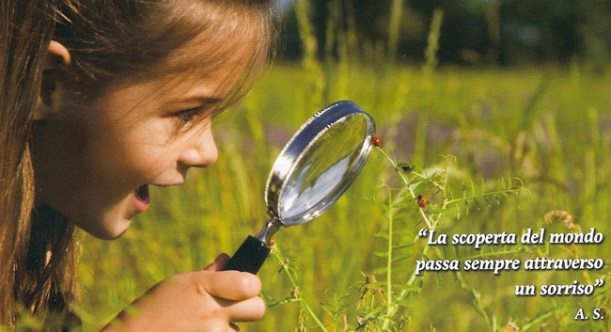 “La scoperta del mondo
passa sempre attraverso
un sorriso”
A. S.